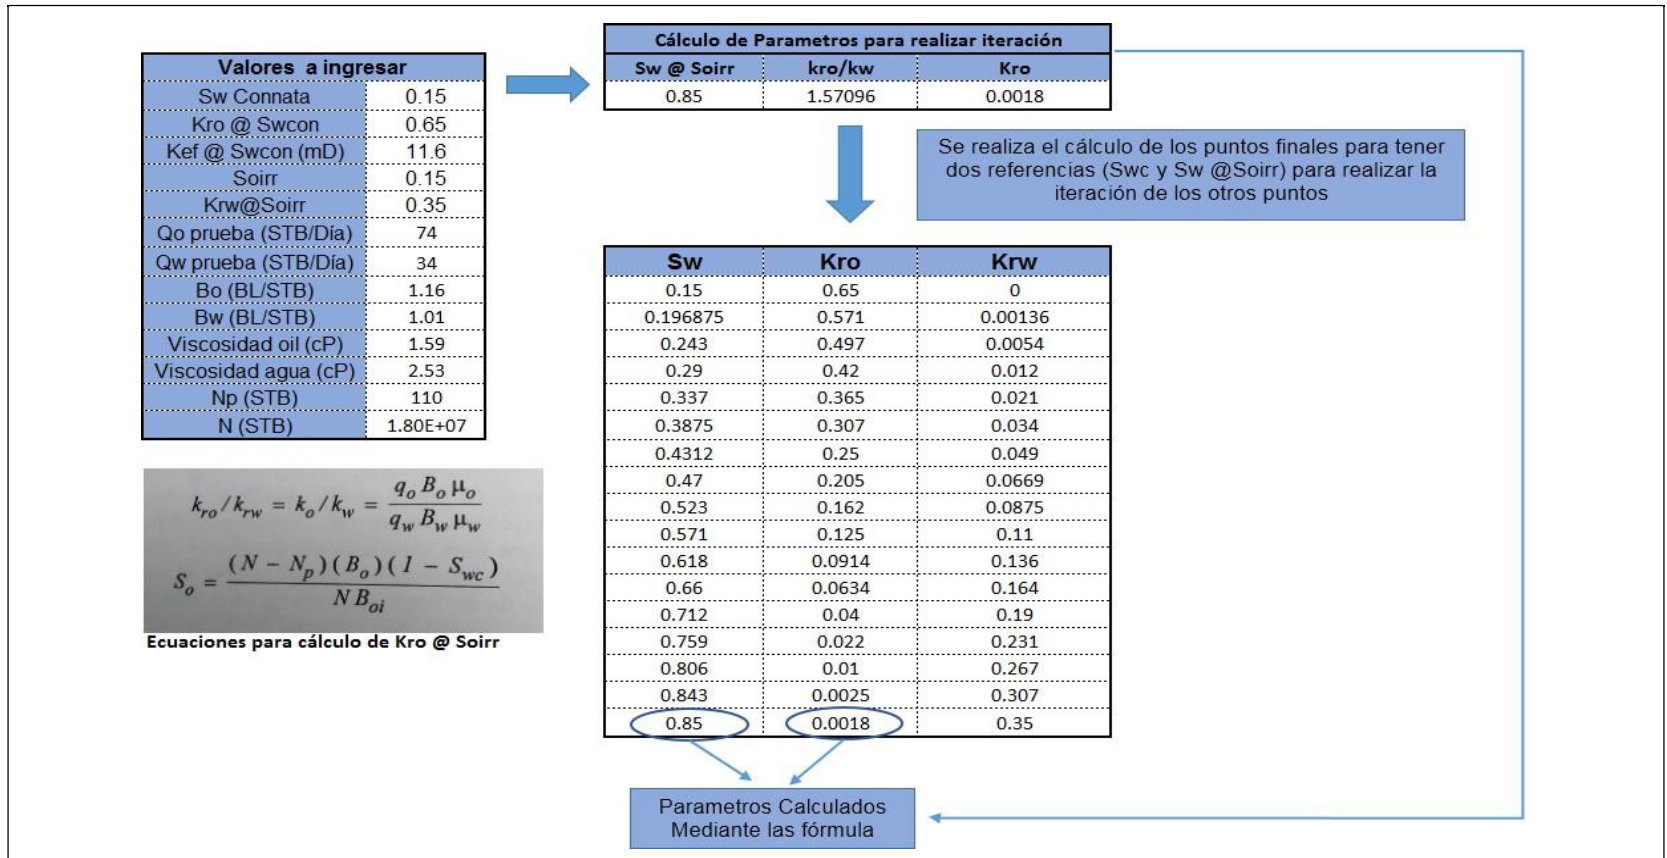 Valores a ingresar
Sw Connata 0.15
Kro @ Swcon 0.65
Kef @ Swcon (mD) 11.6
Soirr 0.15
Krw@Soirr 0.35
Qo prueba (STB/Día) 74
Qw prueba (STB/Día) 34
Bo (BL/STB) 1.16
Bw (BL/STB) 1.01
Viscosidad oil (cP) 1.59
Viscosidad agua (cP) 2.53
Np (STB) 110
N (STB) 1.80E+07
k_ro / k_rw = k_o / k_w = q_o B_o μ_o / q_w B_w μ_w
S_o = (N - N_p) (B_o) (1 - S_wc) / N B_oi
Ecuaciones para cálculo de Kro @ Soirr
Cálculo de Parametros para realizar iteración
Sw @ Soirr kro/kw Kro
0.85 1.57096 0.0018
Se realiza el cálculo de los puntos finales para tener
dos referencias (Swc y Sw @Soirr) para realizar la
iteración de los otros puntos
Sw Kro Krw
0.15 0.65 0
0.196875 0.571 0.00136
0.243 0.497 0.0054
0.29 0.42 0.012
0.337 0.365 0.021
0.3875 0.307 0.034
0.4312 0.25 0.049
0.47 0.205 0.0669
0.523 0.162 0.0875
0.571 0.125 0.11
0.618 0.0914 0.136
0.66 0.0634 0.164
0.712 0.04 0.19
0.759 0.022 0.231
0.806 0.01 0.267
0.843 0.0025 0.307
0.85 0.0018 0.35
Parametros Calculados
Mediante las fórmula